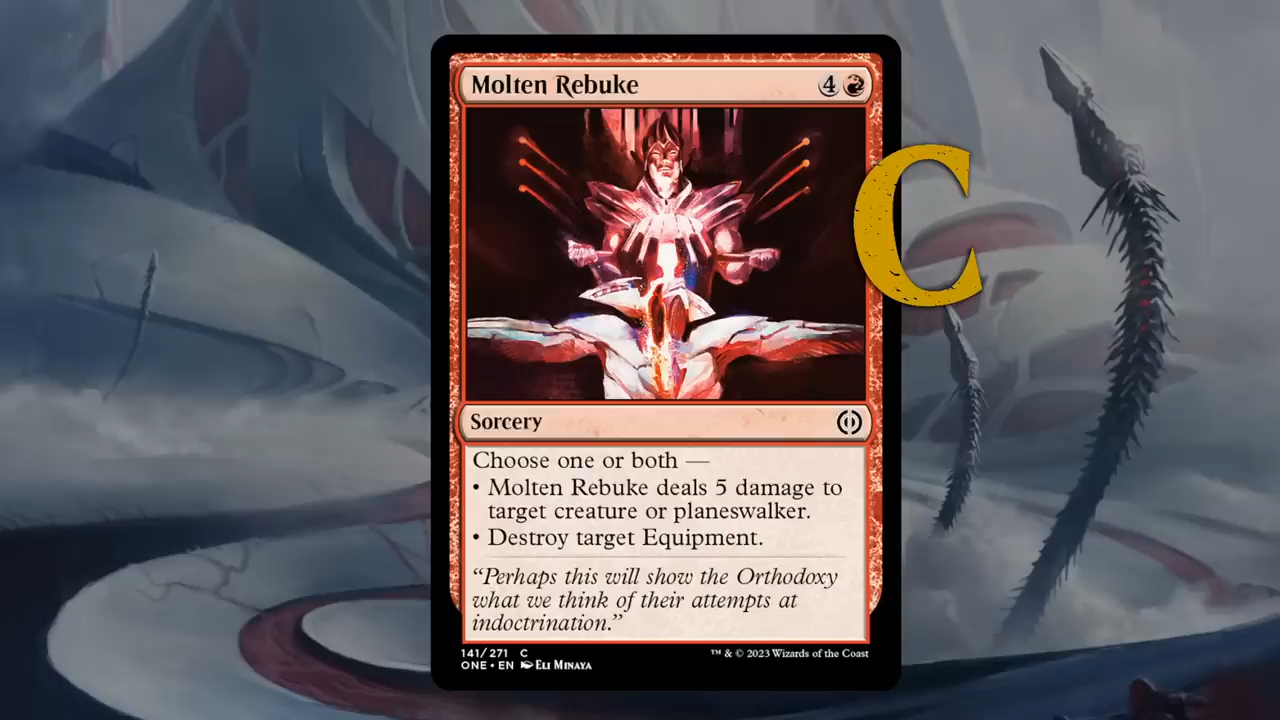 Molten Rebuke 4
C
Sorcery
Choose one or both —
• Molten Rebuke deals 5 damage to
target creature or planeswalker.
• Destroy target Equipment.
“Perhaps this will show the Orthodoxy
what we think of their attempts at
indoctrination.”
141/271 C
ONE • EN Eli Minaya
™ & © 2023 Wizards of the Coast